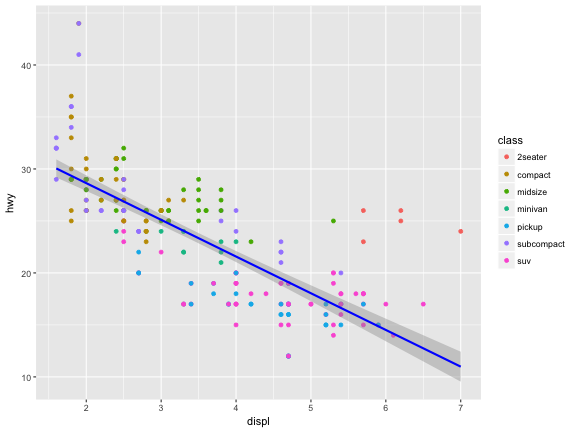 40
30
20
10
hwy
2 3 4 5 6 7
displ
class
2seater
compact
midsize
minivan
pickup
subcompact
suv